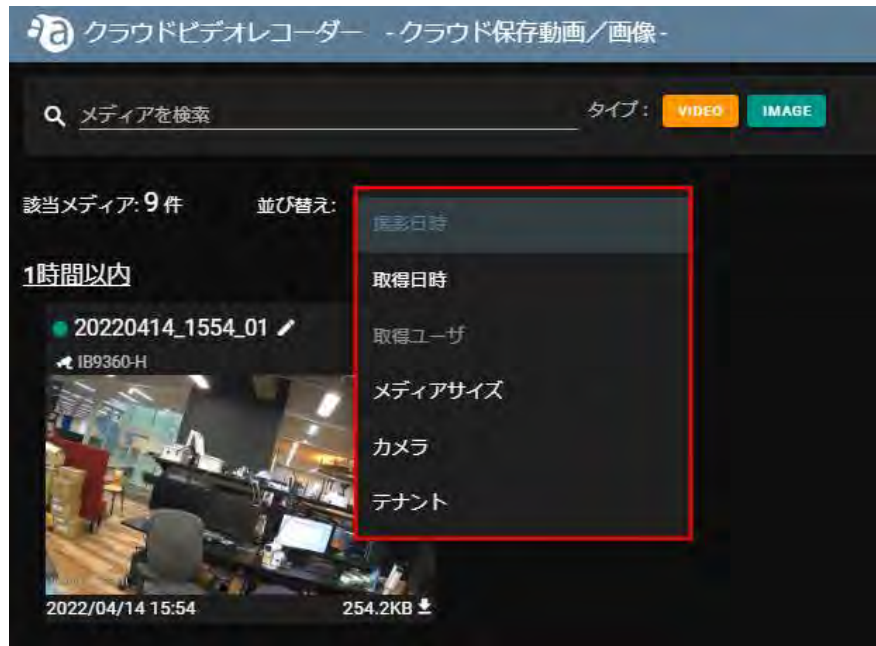 クラウドビデオレコーダー - クラウド保存動画／画像 -
メディアを検索
タイプ : VIDEO IMAGE
該当メディア: 9 件 並び替え:
撮影日時
取得日時
取得ユーザ
メディアサイズ
カメラ
テナント
1時間以内
20220414_1554_01
IB9360-H
2022/04/14 15:54 254.2KB